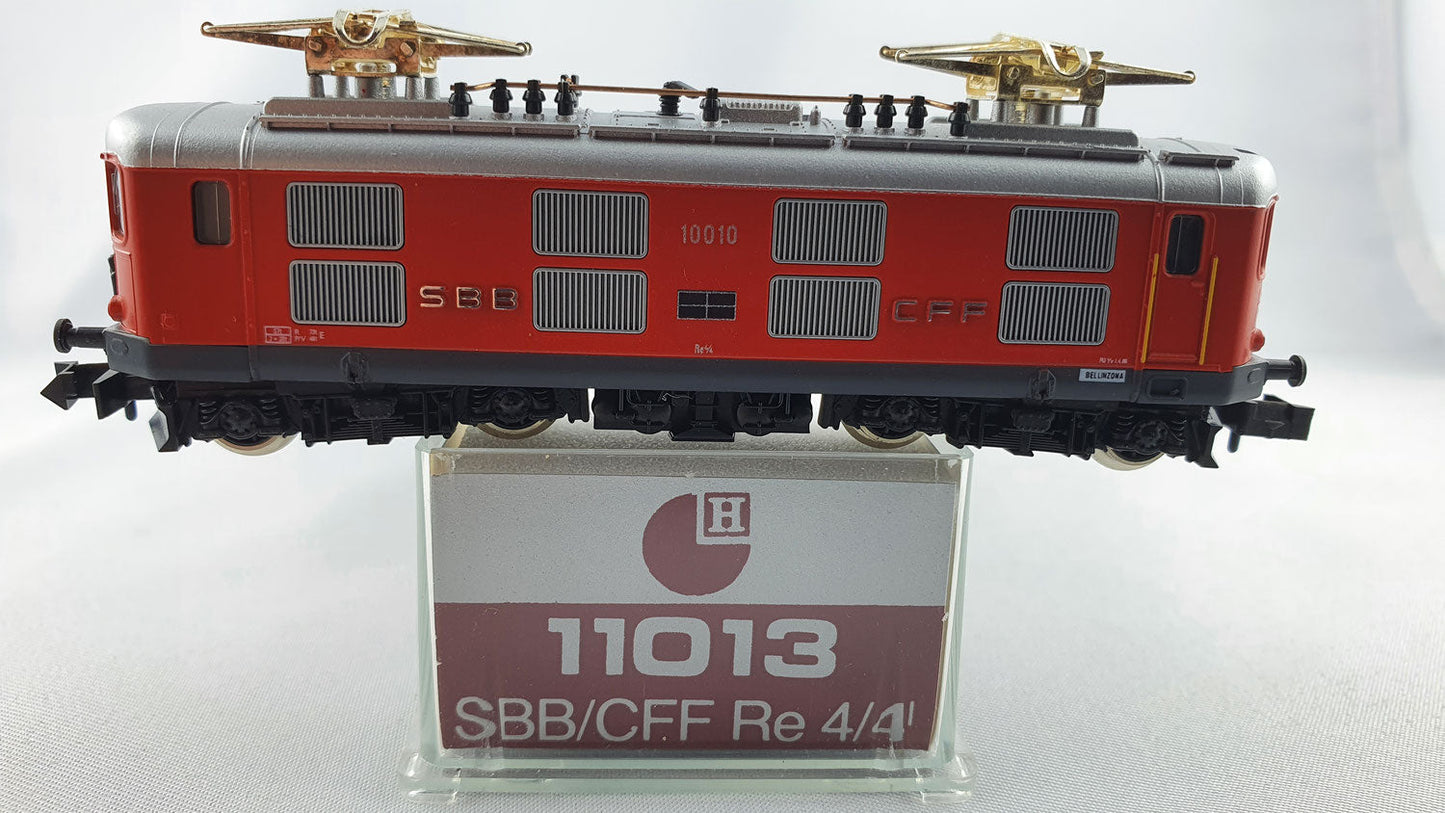 10010
SBB
CFF
Re 4/4
BELLINZONA
H
11013
SBB/CFF Re 4/4ᴵ